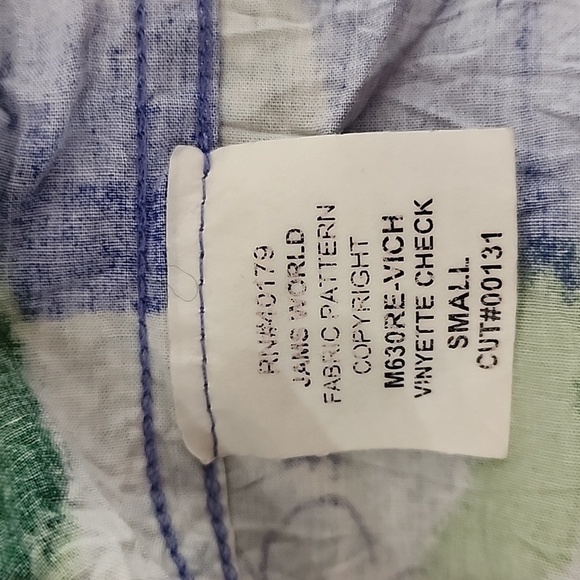 RN#40179
JAMS WORLD
FABRIC PATTERN
COPYRIGHT
M630RE-VICH
VINYETTE CHECK
SMALL
CUT#00131